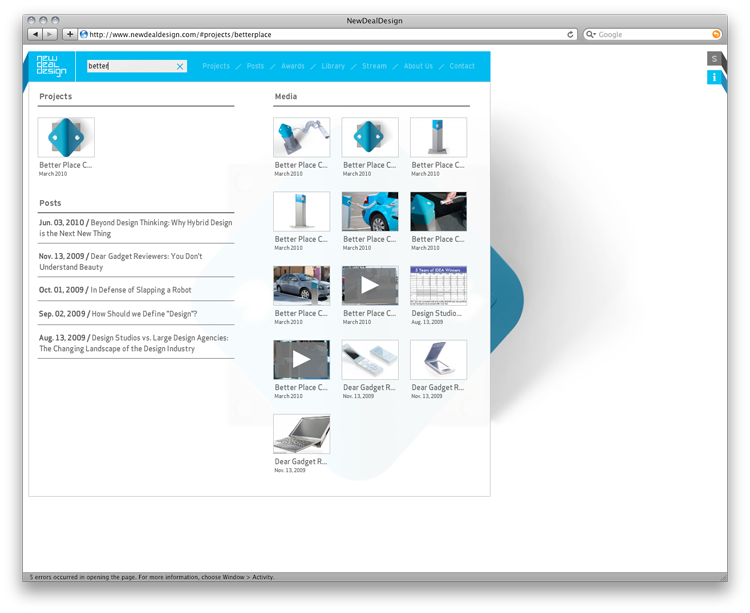 NewDealDesign
http://www.newdealdesign.com/#projects/betterplace
Google
new
deal
design
better
Projects / Posts / Awards / Library / Stream / About Us / Contact
S
i
Projects
Better Place C...
March 2010
Posts
Jun. 03, 2010 / Beyond Design Thinking: Why Hybrid Design
is the Next New Thing
Nov. 13, 2009 / Dear Gadget Reviewers: You Don't
Understand Beauty
Oct. 01, 2009 / In Defense of Slapping a Robot
Sep. 02, 2009 / How Should we Define "Design"?
Aug. 13, 2009 / Design Studios vs. Large Design Agencies:
The Changing Landscape of the Design Industry
Media
Better Place C... Better Place C... Better Place C...
March 2010 March 2010 March 2010
Better Place C... Better Place C... Better Place C...
March 2010 March 2010 March 2010
5 Years of IDEA Winners
Better Place C... Better Place C... Design Studio...
March 2010 March 2010 Aug. 13, 2009
Better Place C... Dear Gadget R... Dear Gadget R...
March 2010 Nov. 13, 2009 Nov. 13, 2009
Dear Gadget R...
Nov. 13, 2009
5 errors occurred in opening the page. For more information, choose Window > Activity.